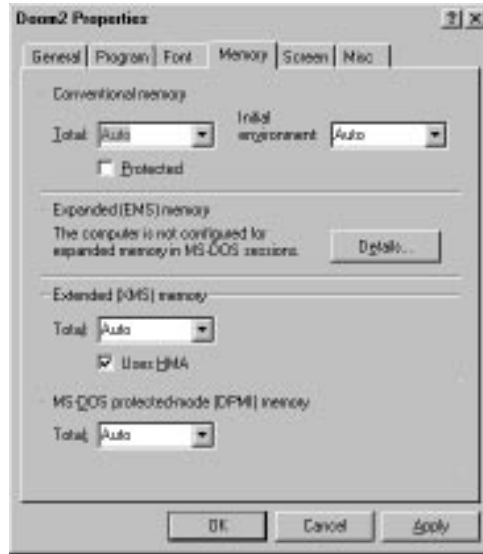 Doom2 Properties
General Program Font Memory Screen Misc
Conventional memory
Total: Auto
Initial environment: Auto
Protected
Expanded (EMS) memory
The computer is not configured for
expanded memory in MS-DOS sessions.
Details...
Extended (XMS) memory
Total: Auto
Uses HMA
MS-DOS protected-mode (DPMI) memory
Total: Auto
OK Cancel Apply